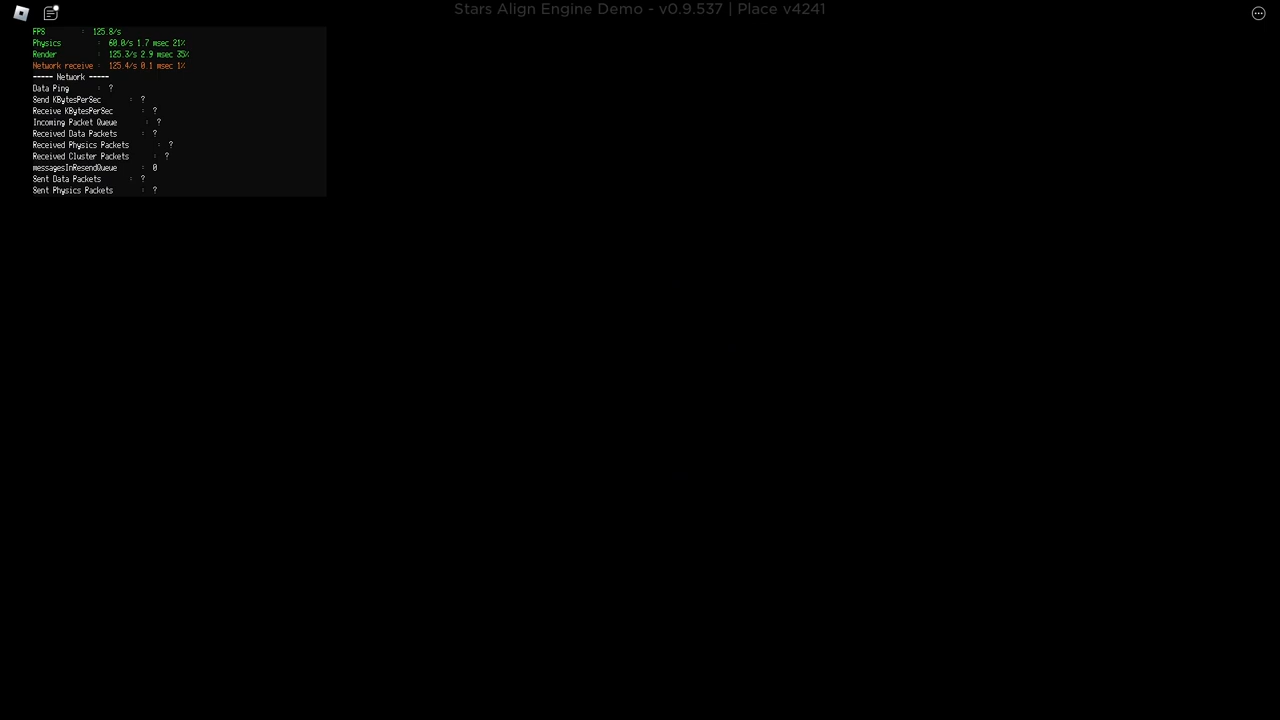 Stars Align Engine Demo - v0.9.537 | Place v4241
FPS : 125.8/s
Physics : 60.0/s 1.7 msec 21%
Render : 125.3/s 2.9 msec 35%
Network receive : 125.4/s 0.1 msec 1%
----- Network -----
Data Ping : ?
Send KBytesPerSec : ?
Receive KBytesPerSec : ?
Incoming Packet Queue : ?
Received Data Packets : ?
Received Physics Packets : ?
Received Cluster Packets : ?
messagesInResendQueue : 0
Sent Data Packets : ?
Sent Physics Packets : ?